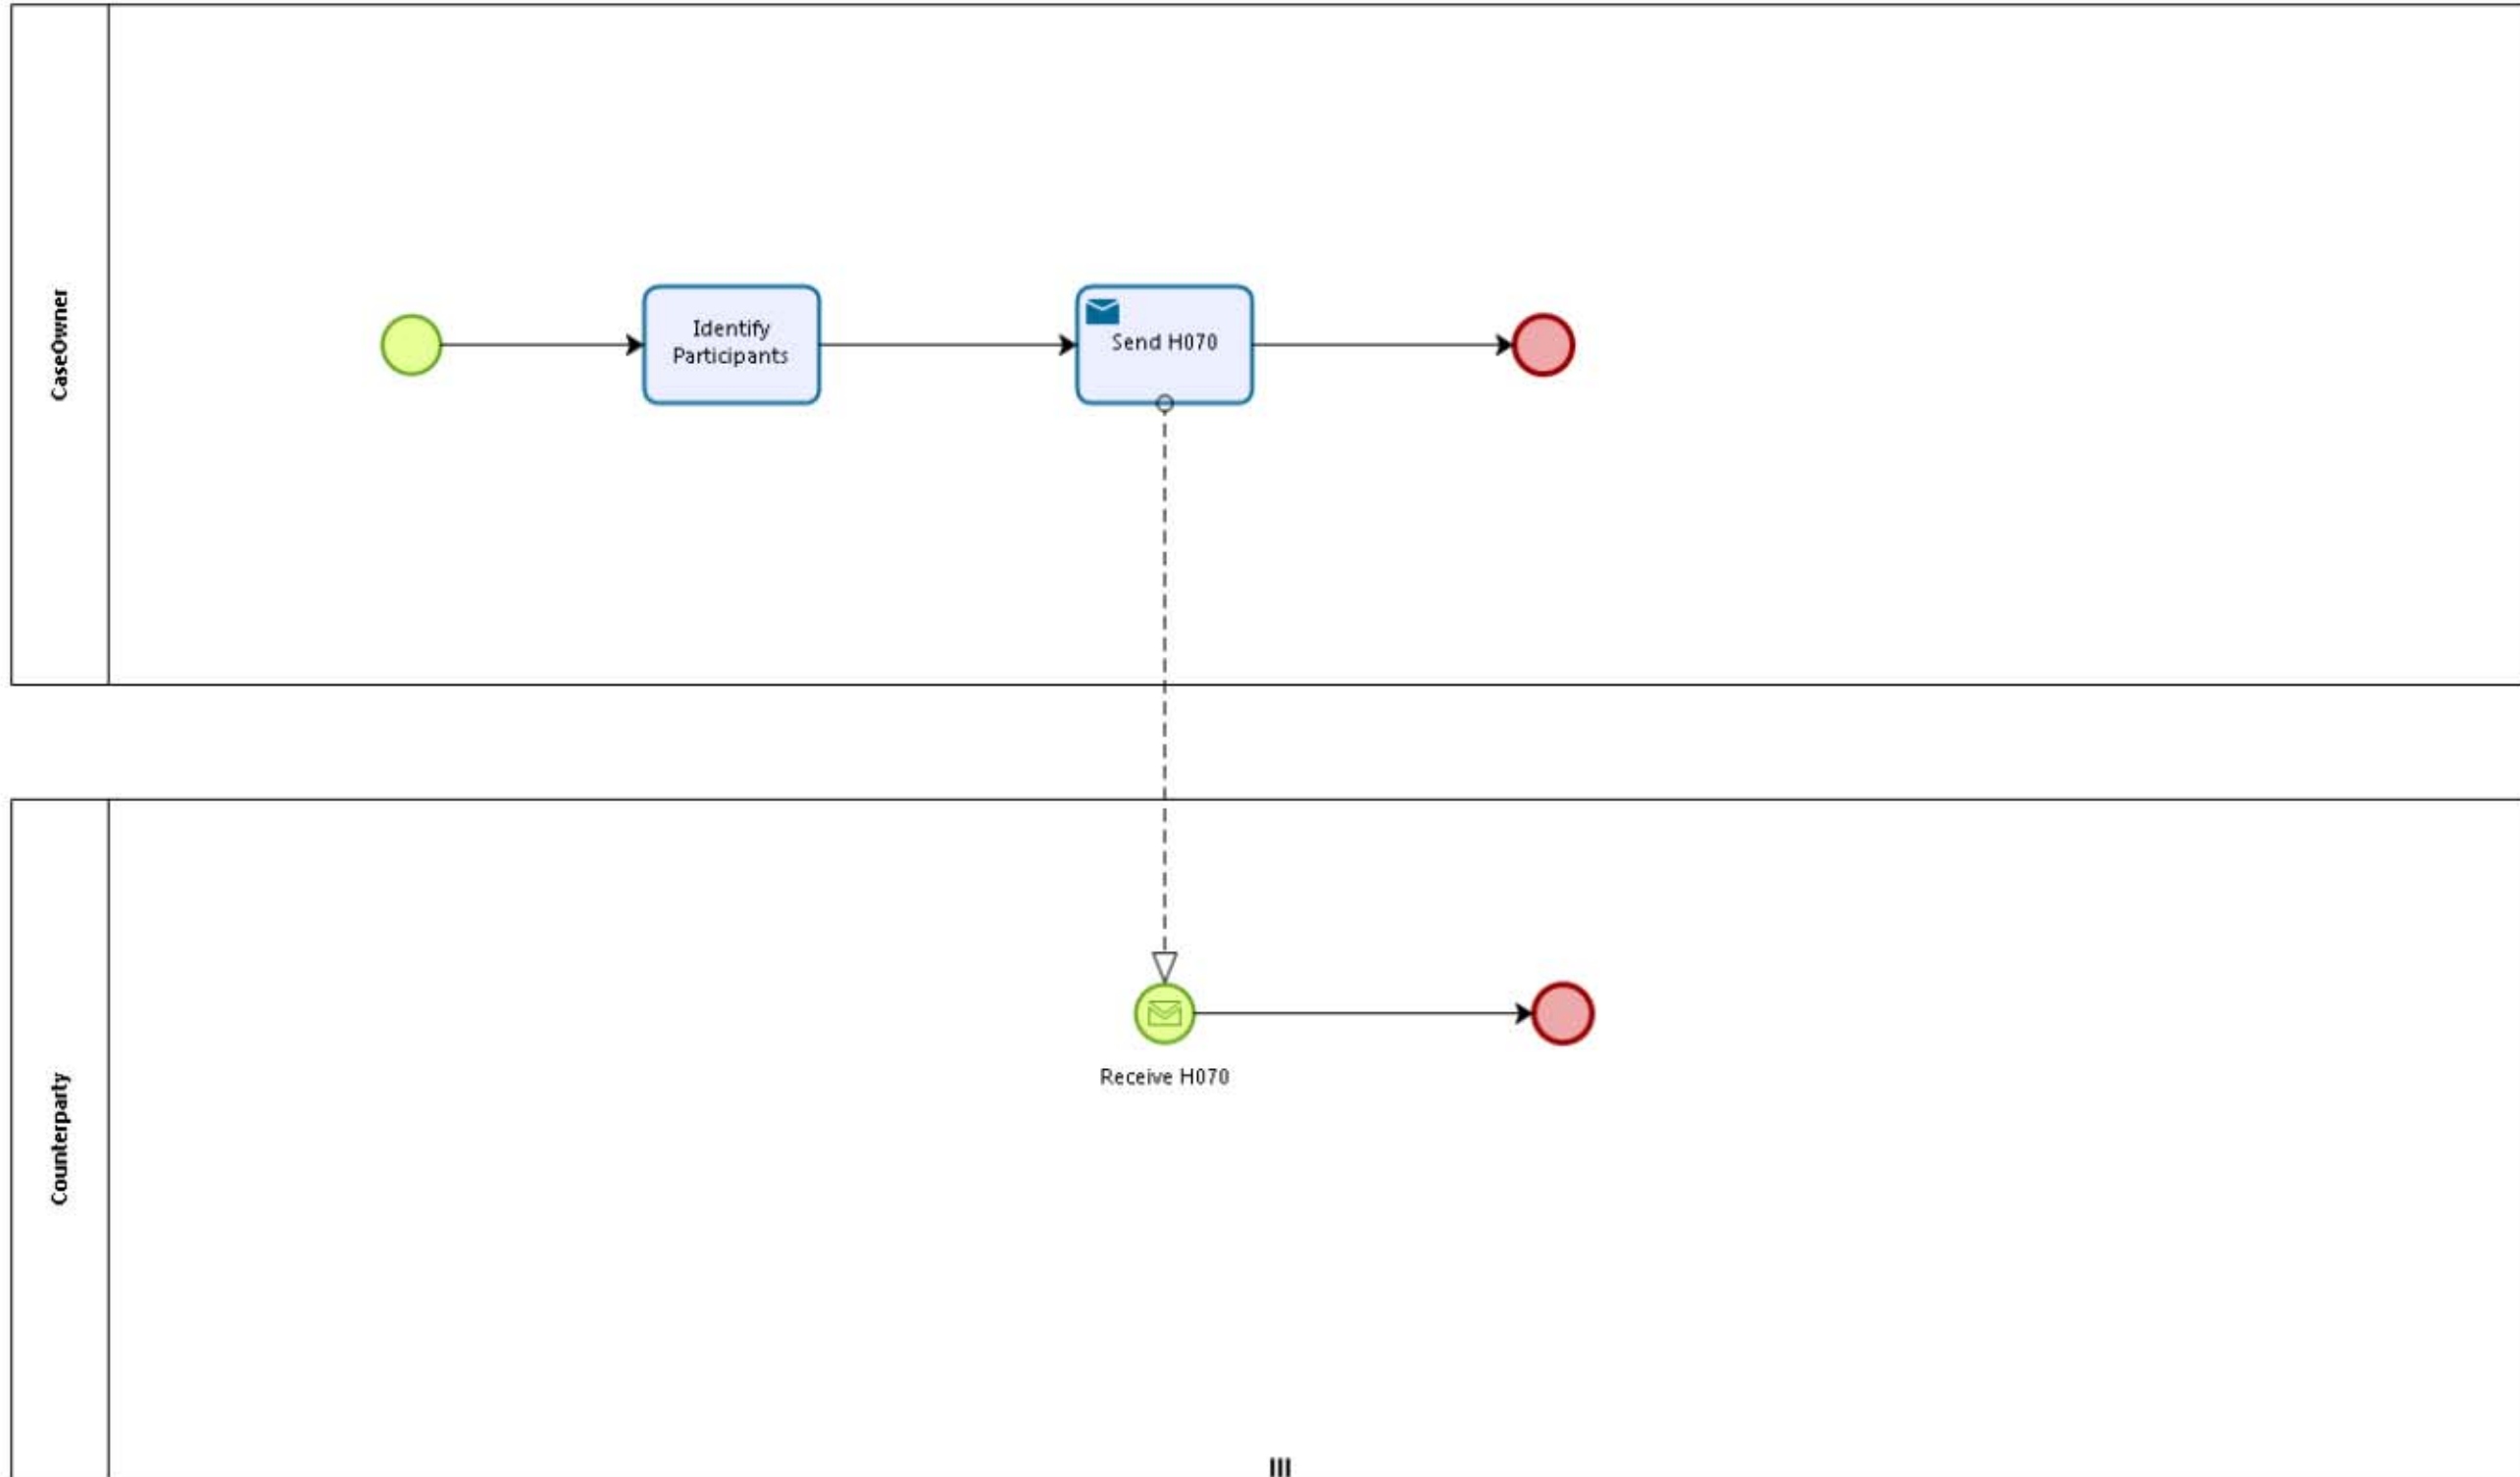 CaseOwner
Identify
Participants
Send H070
Counterparty
Receive H070